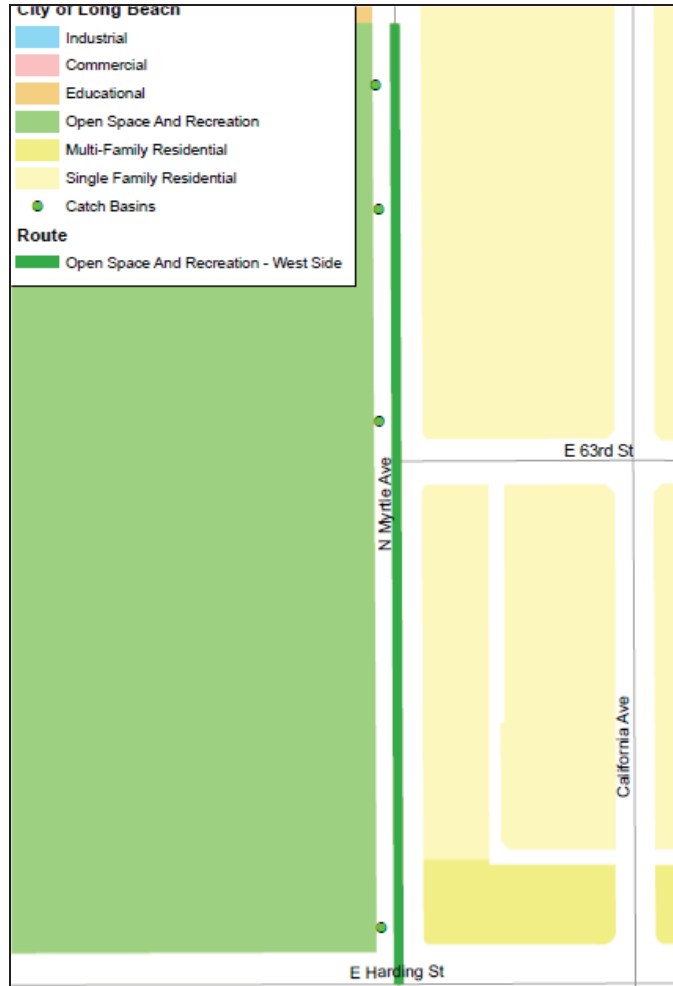 City of Long Beach
Industrial
Commercial
Educational
Open Space And Recreation
Multi-Family Residential
Single Family Residential
Catch Basins
Route
Open Space And Recreation - West Side
E 63rd St
N Myrtle Ave
California Ave
E Harding St